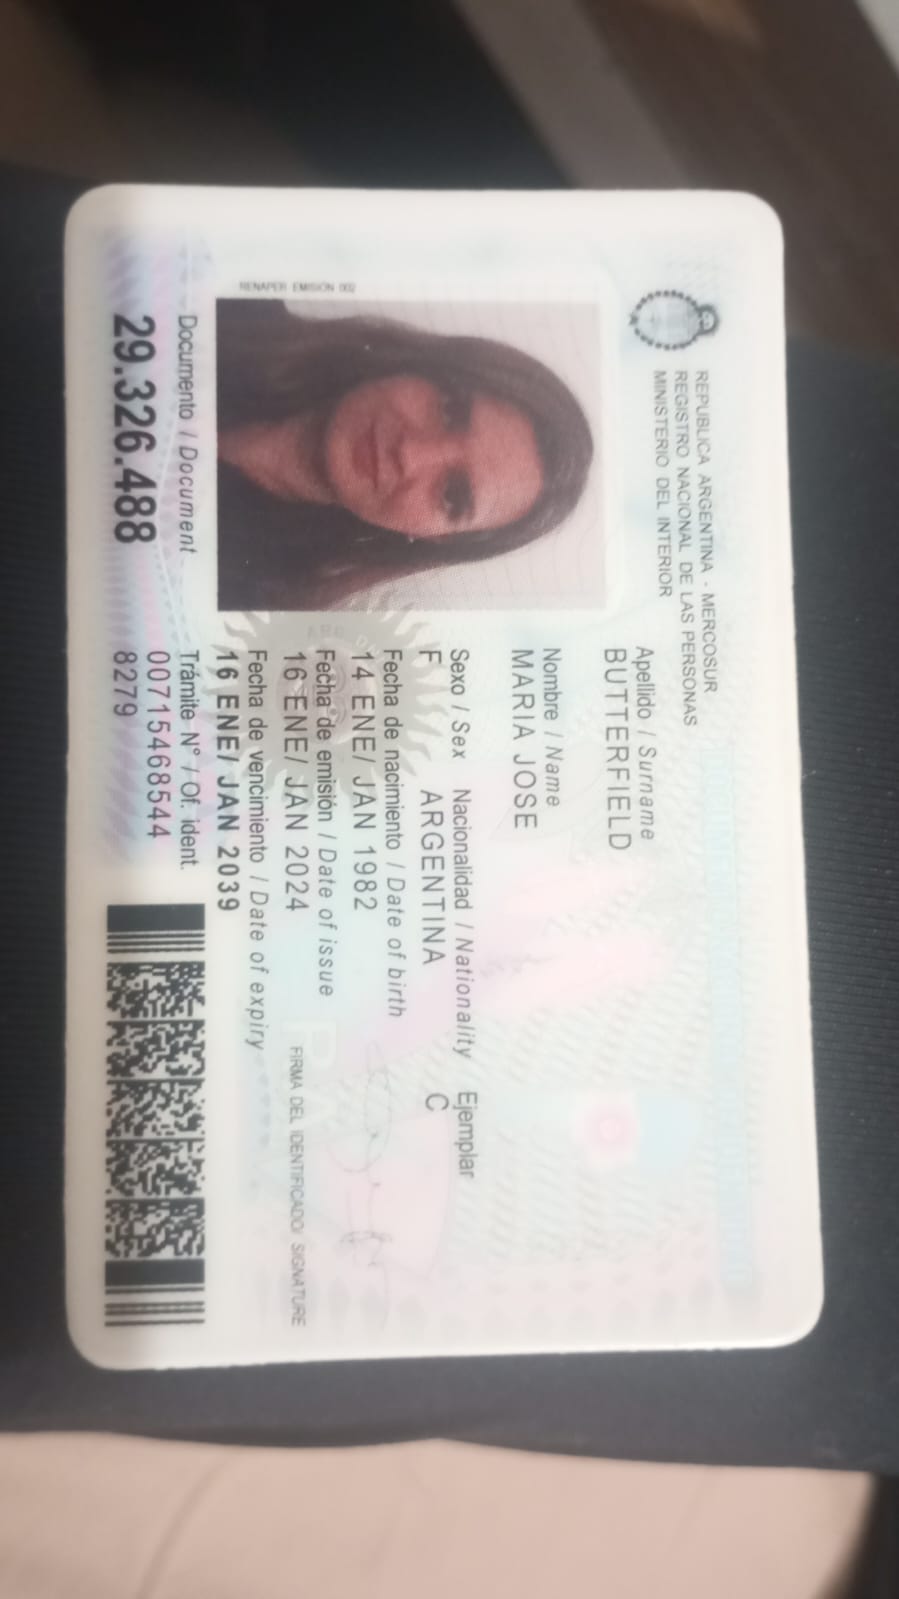 REPUBLICA ARGENTINA - MERCOSUR
REGISTRO NACIONAL DE LAS PERSONAS
MINISTERIO DEL INTERIOR
Apellido / Surname
BUTTERFIELD
Nombre / Name
MARIA JOSE
Sexo / Sex Nacionalidad / Nationality Ejemplar
F ARGENTINA C
Fecha de nacimiento / Date of birth
14 ENE/ JAN 1982
Fecha de emisión / Date of issue
16 ENE/ JAN 2024
Fecha de vencimiento / Date of expiry
16 ENE/ JAN 2039
FIRMA DEL IDENTIFICADO/ SIGNATURE
RENAPER EMISIÓN 002
Documento / Document
29.326.488
Trámite N° / Of. ident.
00715468544
8279